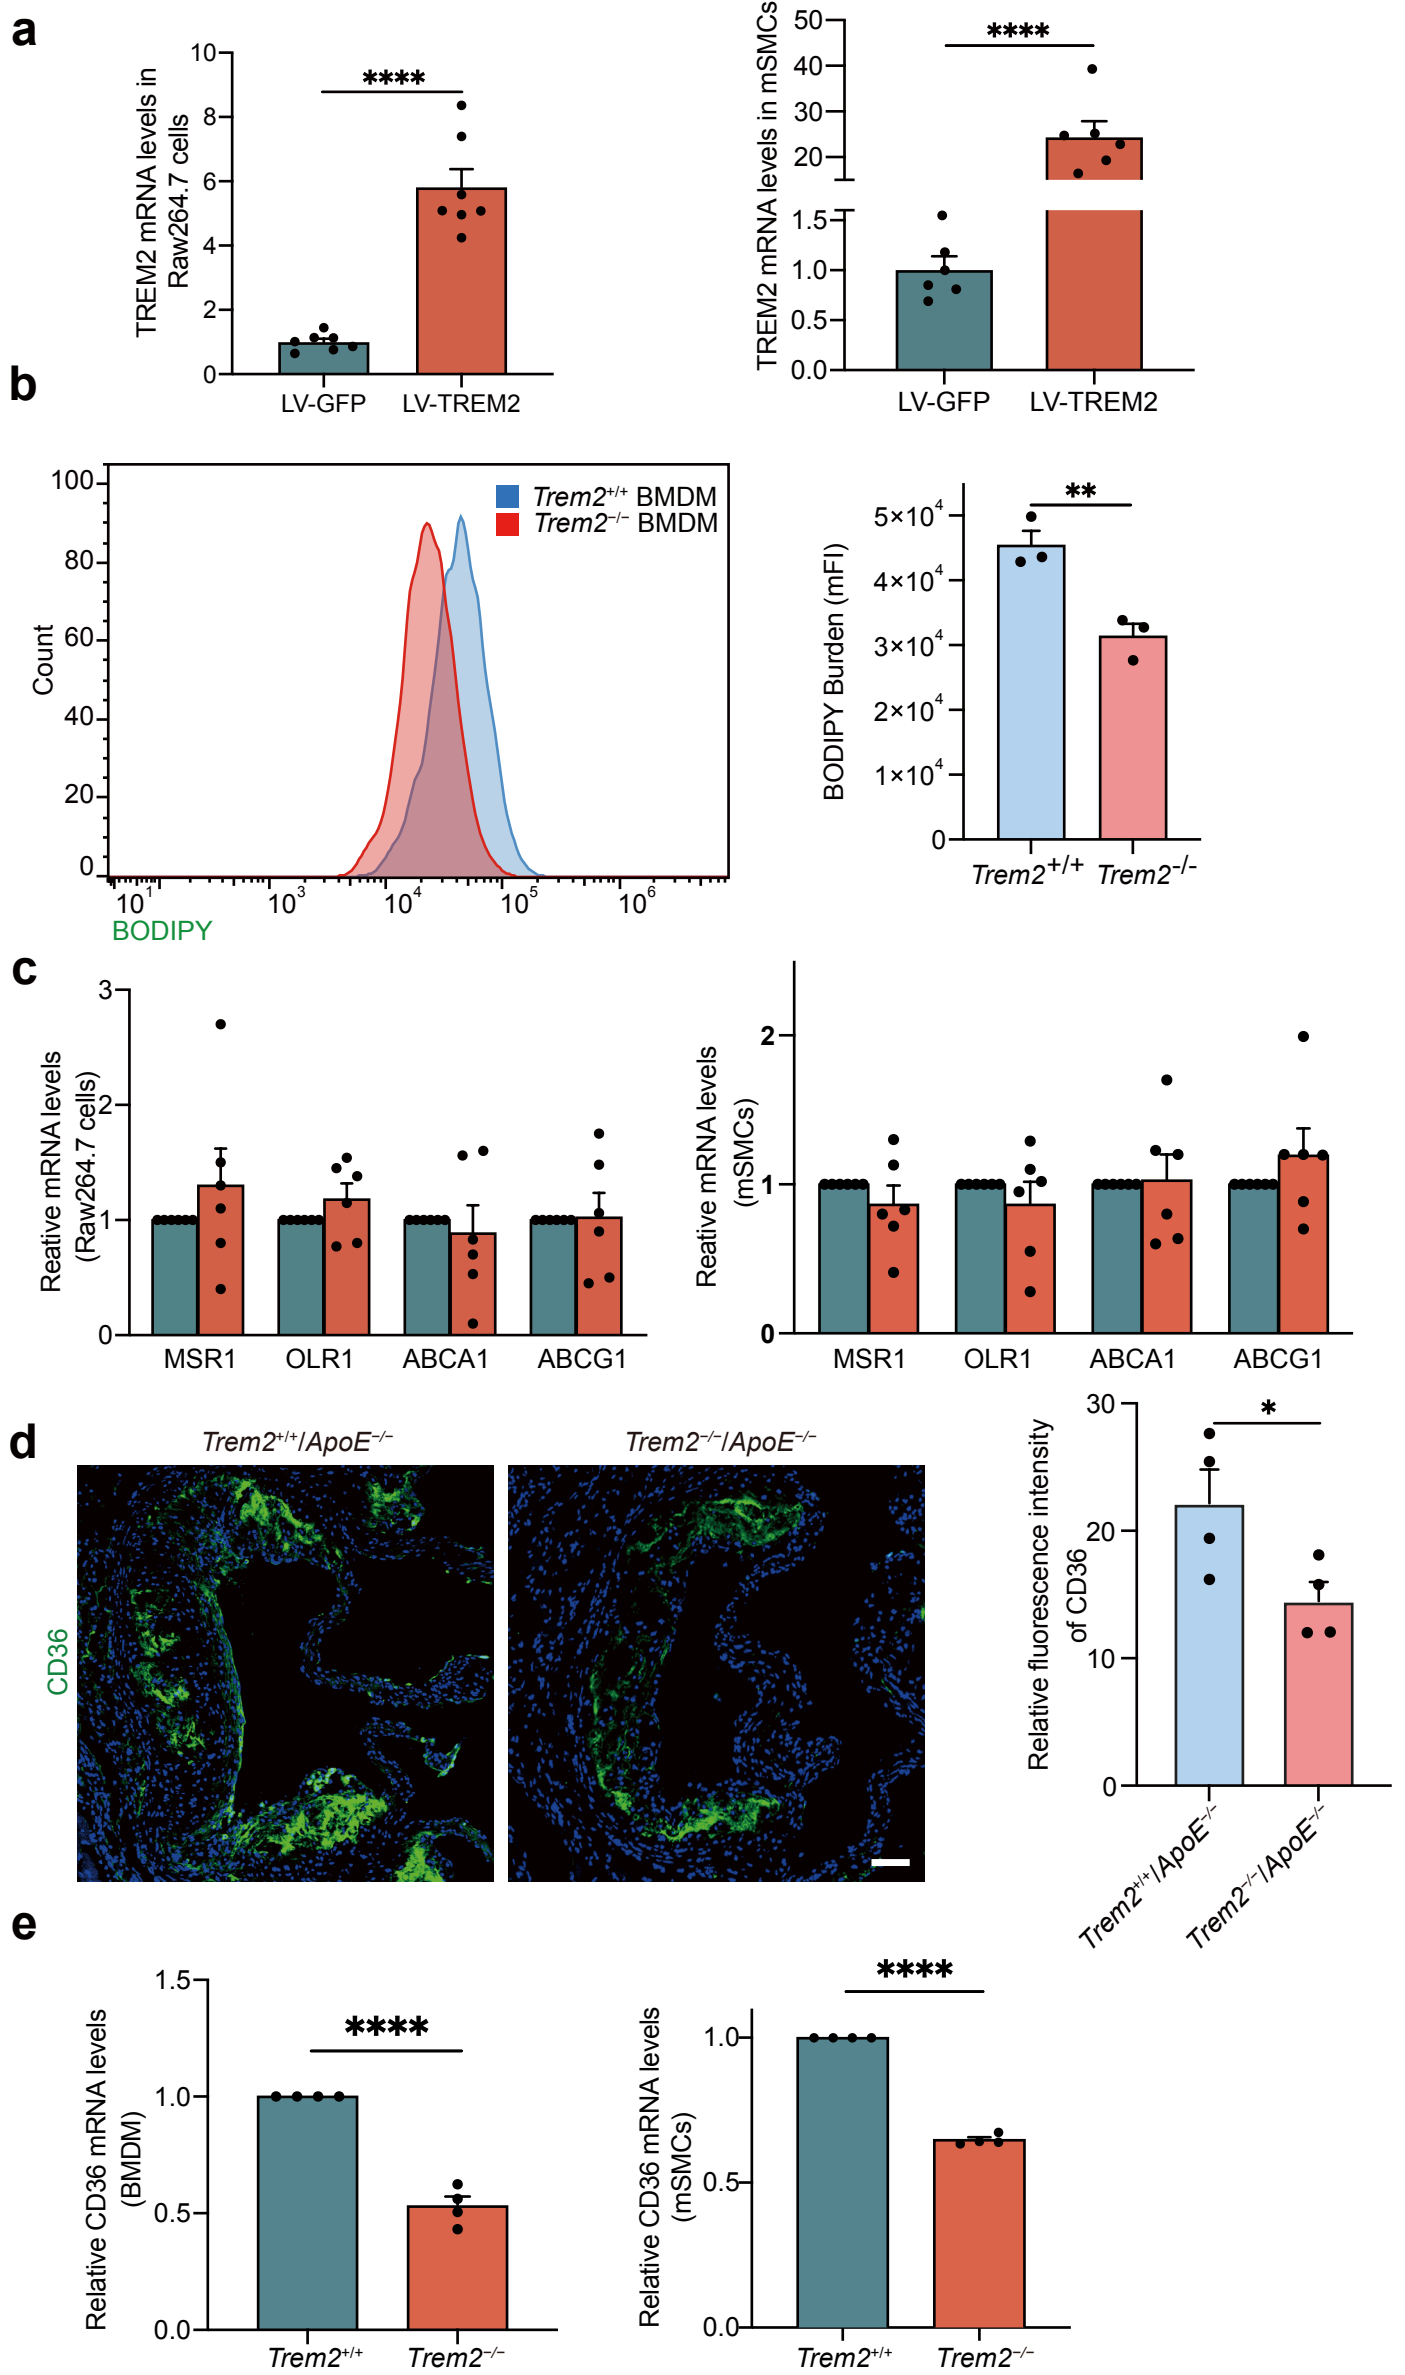 a
TREM2 mRNA levels in
Raw264.7 cells
10
8
6
4
2
0
****
LV-GFP
LV-TREM2
TREM2 mRNA levels in mSMCs
50
40
30
20
1.5
1.0
0.5
0.0
****
LV-GFP
LV-TREM2
b
Count
100
80
60
40
20
0
Trem2+/+ BMDM
Trem2−/− BMDM
10¹
10³
10⁴
10⁵
10⁶
BODIPY
BODIPY Burden (mFI)
5×10⁴
4×10⁴
3×10⁴
2×10⁴
1×10⁴
0
**
Trem2+/+
Trem2−/−
c
Reative mRNA levels
(Raw264.7 cells)
3
2
1
0
MSR1
OLR1
ABCA1
ABCG1
Reative mRNA levels
(mSMCs)
2
1
0
MSR1
OLR1
ABCA1
ABCG1
d
Trem2+/+/ApoE−/−
Trem2−/−/ApoE−/−
CD36
Relative fluorescence intensity
of CD36
30
20
10
0
*
Trem2+/+/ApoE−/−
Trem2−/−/ApoE−/−
e
Relative CD36 mRNA levels
(BMDM)
1.5
1.0
0.5
0.0
****
Trem2+/+
Trem2−/−
Relative CD36 mRNA levels
(mSMCs)
1.0
0.5
0.0
****
Trem2+/+
Trem2−/−